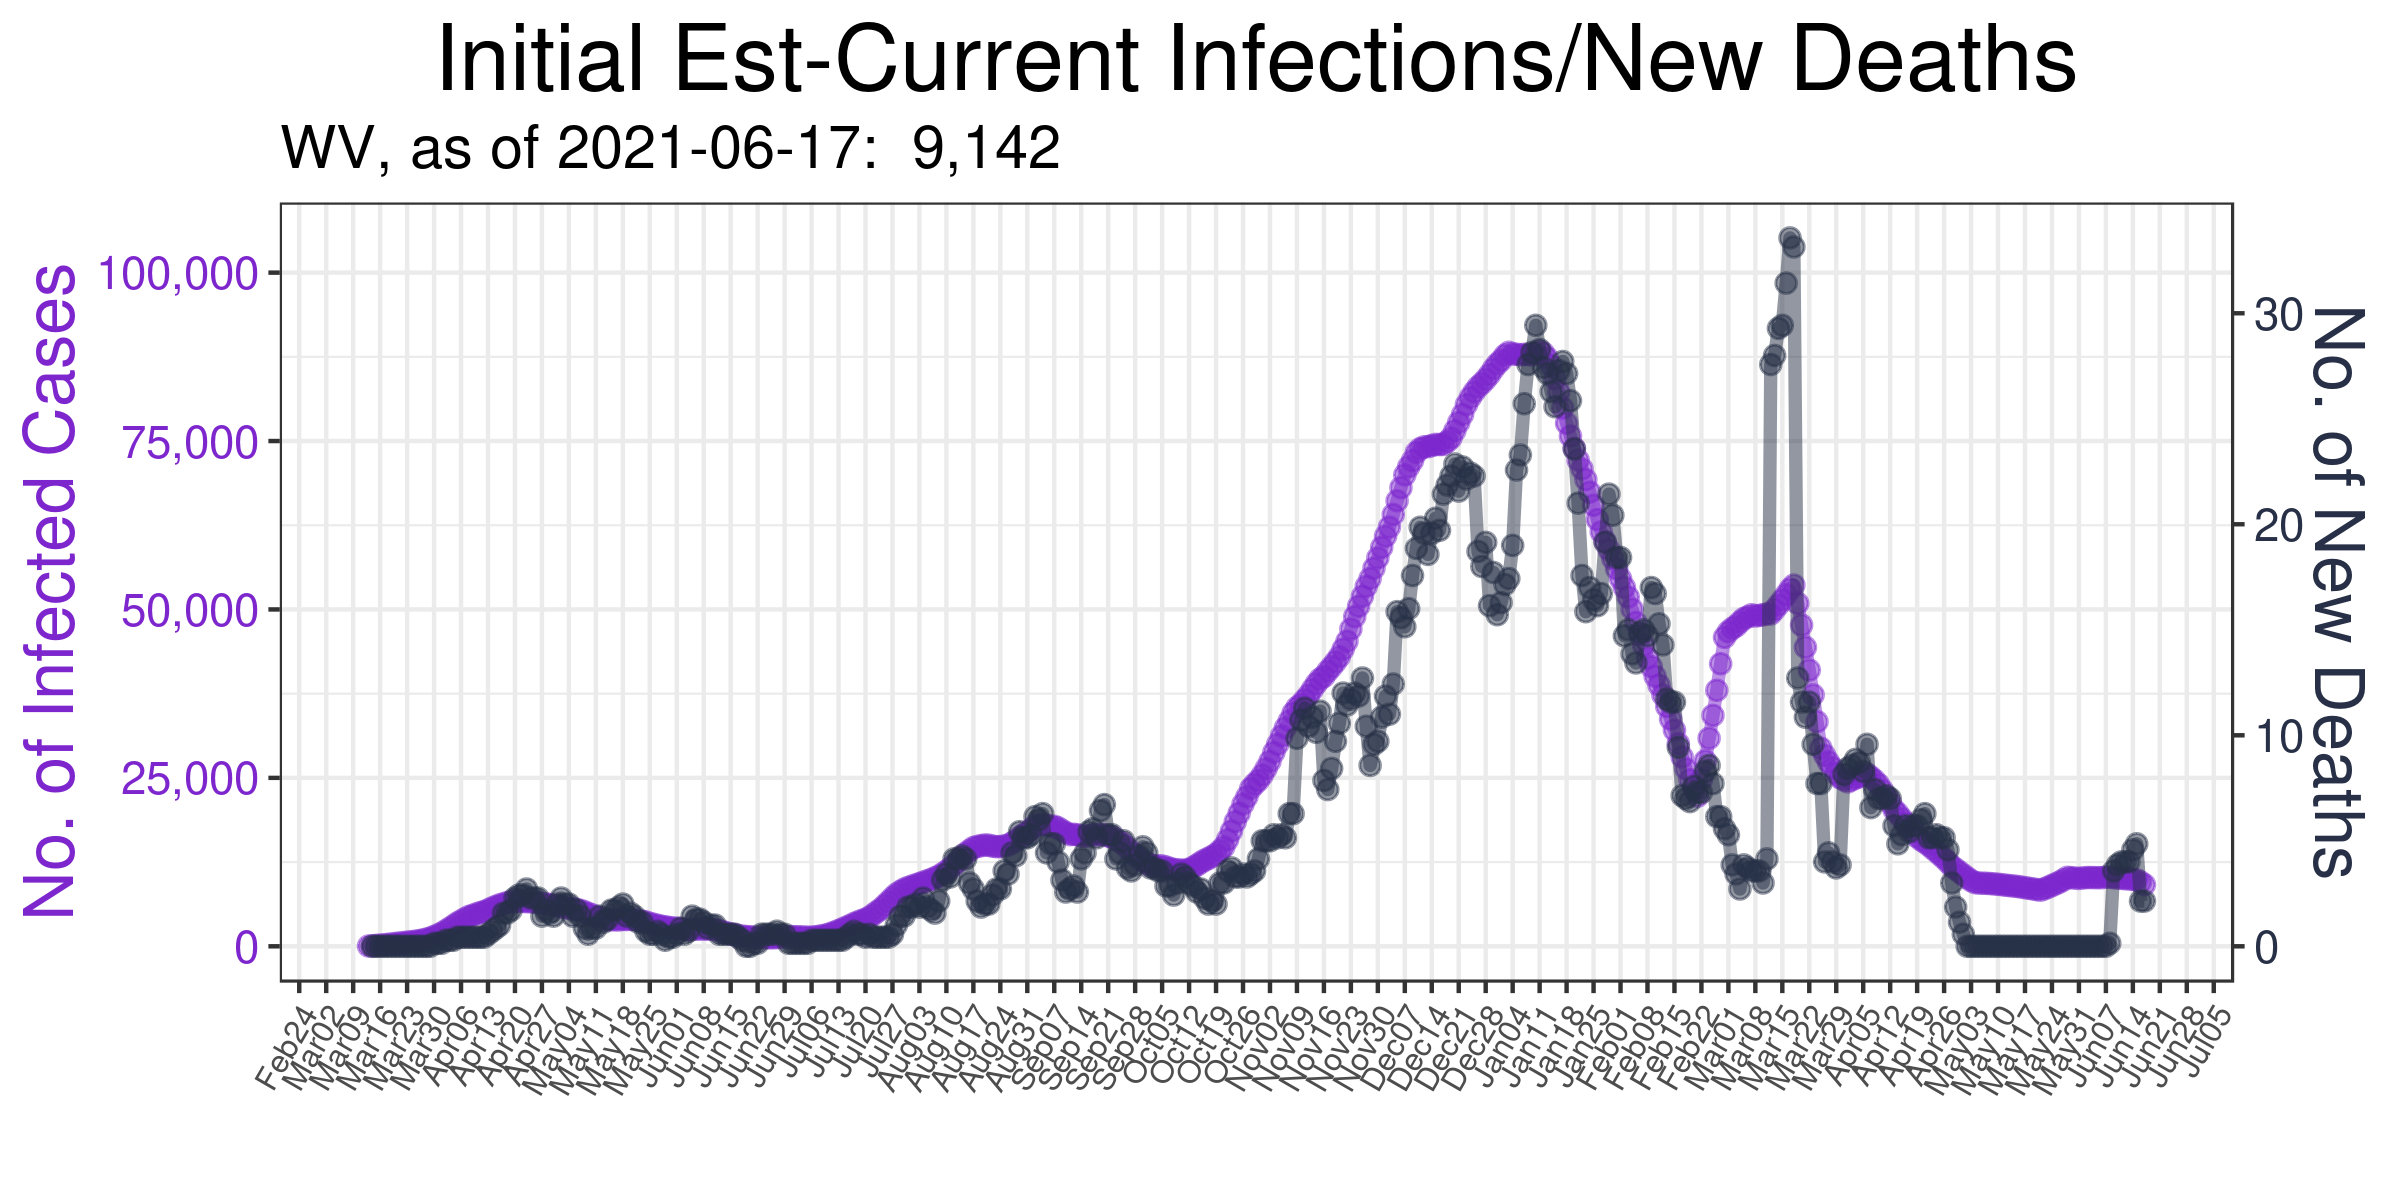 Initial Est-Current Infections/New Deaths
WV, as of 2021-06-17:  9,142
No. of Infected Cases
100,000
75,000
50,000
25,000
0
30
20
10
0
No. of New Deaths
Feb24
Mar02
Mar09
Mar16
Mar23
Mar30
Apr06
Apr13
Apr20
Apr27
May04
May11
May18
May25
Jun01
Jun08
Jun15
Jun22
Jun29
Jul06
Jul13
Jul20
Jul27
Aug03
Aug10
Aug17
Aug24
Aug31
Sep07
Sep14
Sep21
Sep28
Oct05
Oct12
Oct19
Oct26
Nov02
Nov09
Nov16
Nov23
Nov30
Dec07
Dec14
Dec21
Dec28
Jan04
Jan11
Jan18
Jan25
Feb01
Feb08
Feb15
Feb22
Mar01
Mar08
Mar15
Mar22
Mar29
Apr05
Apr12
Apr19
Apr26
May03
May10
May17
May24
May31
Jun07
Jun14
Jun21
Jun28
Jul05